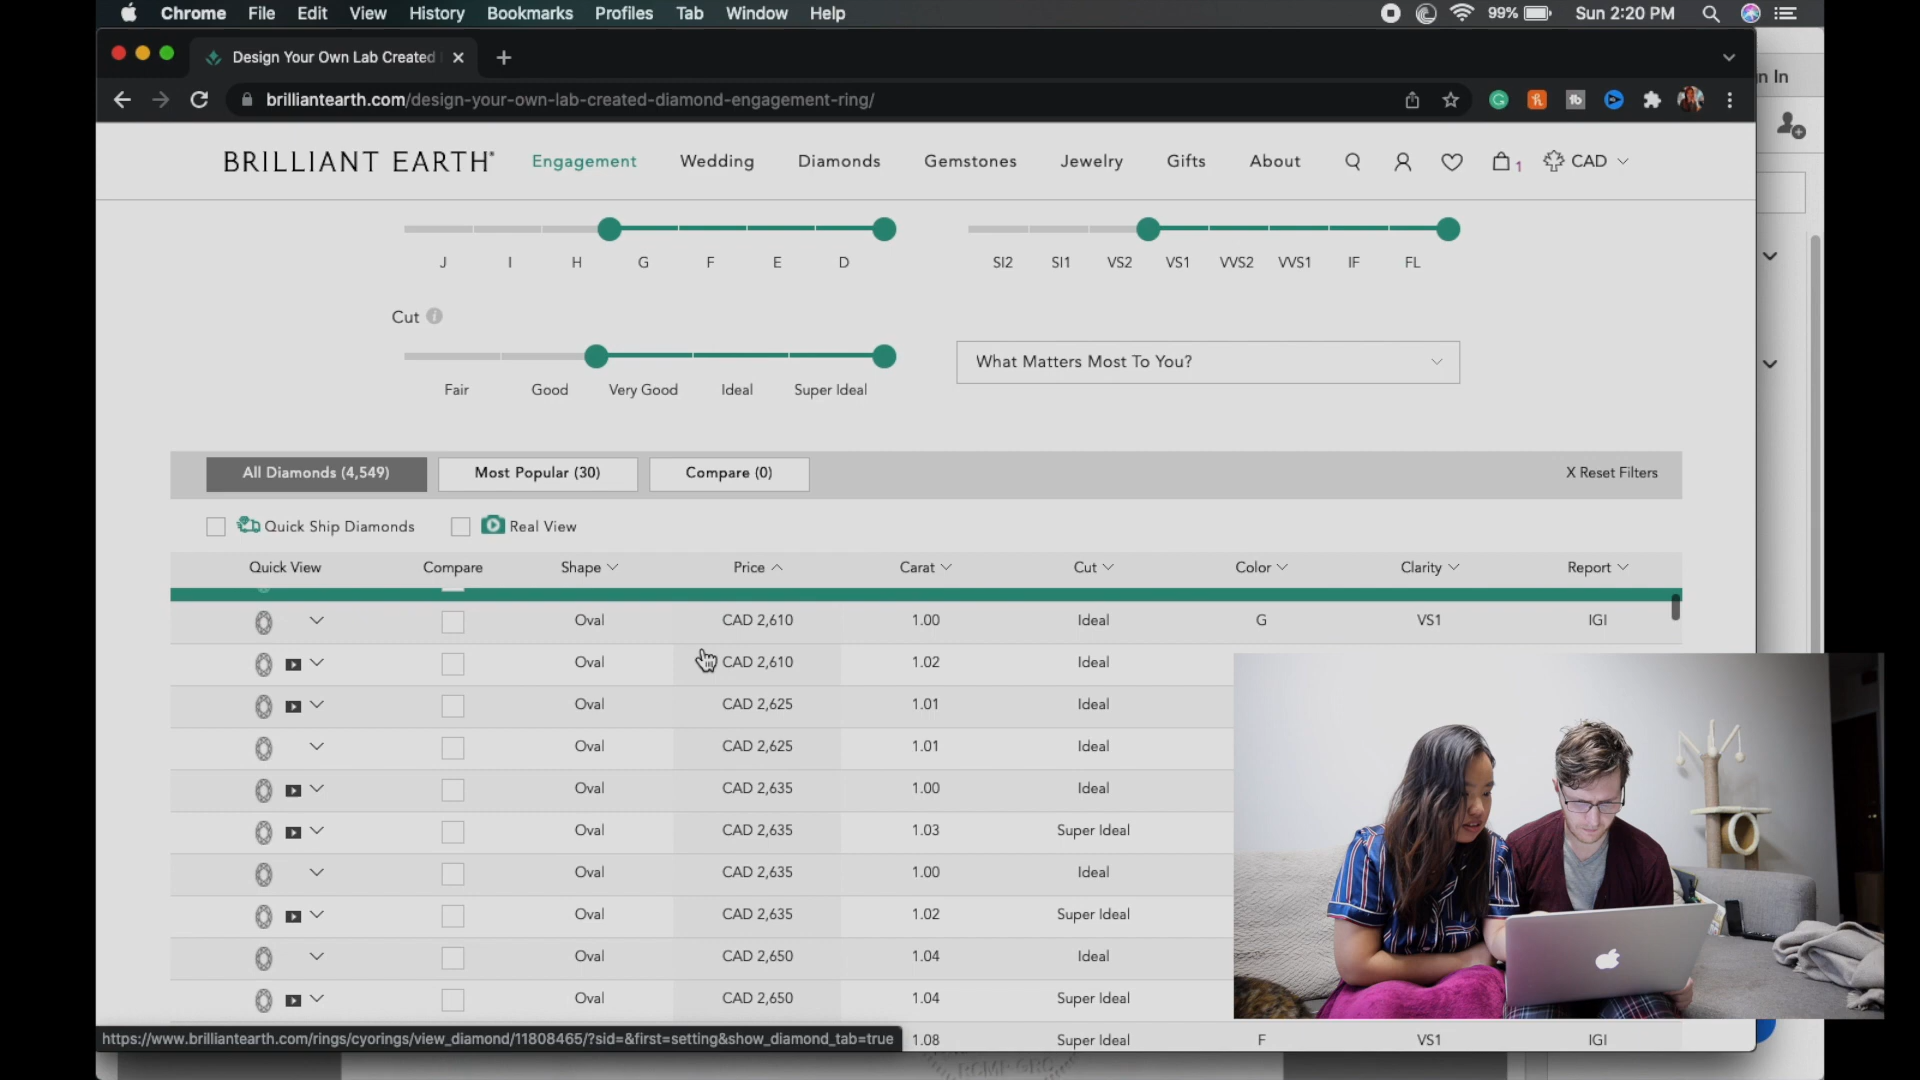 Chrome File Edit View History Bookmarks Profiles Tab Window Help 99% Sun 2:20 PM
Design Your Own Lab Created
n In
brilliantearth.com/design-your-own-lab-created-diamond-engagement-ring/
BRILLIANT EARTH® Engagement Wedding Diamonds Gemstones Jewelry Gifts About 1 CAD
J I H G F E D SI2 SI1 VS2 VS1 VVS2 VVS1 IF FL
Cut
What Matters Most To You?
Fair Good Very Good Ideal Super Ideal
All Diamonds (4,549) Most Popular (30) Compare (0) X Reset Filters
Quick Ship Diamonds Real View
Quick View Compare Shape Price Carat Cut Color Clarity Report
Oval CAD 2,610 1.00 Ideal G VS1 IGI
Oval CAD 2,610 1.02 Ideal
Oval CAD 2,625 1.01 Ideal
Oval CAD 2,625 1.01 Ideal
Oval CAD 2,635 1.00 Ideal
Oval CAD 2,635 1.03 Super Ideal
Oval CAD 2,635 1.00 Ideal
Oval CAD 2,635 1.02 Super Ideal
Oval CAD 2,650 1.04 Ideal
Oval CAD 2,650 1.04 Super Ideal
https://www.brilliantearth.com/rings/cyorings/view_diamond/11808465/?sid=&first=setting&show_diamond_tab=true 1.08 Super Ideal F VS1 IGI